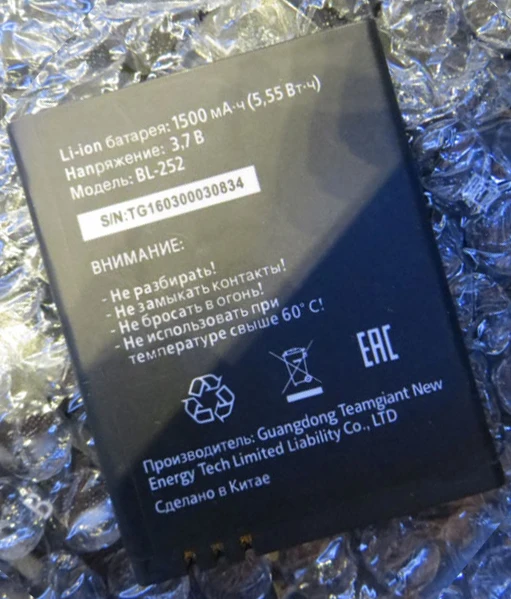 Li-ion батарея: 1500 мА·ч (5,55 Вт·ч)
Напряжение: 3,7 В
Модель: BL-252
S/N:TG160300030834
ВНИМАНИЕ:
- Не разбирать!
- Не замыкать контакты!
- Не бросать в огонь!
- Не использовать при
температуре свыше 60° С!
EAC
Производитель: Guangdong Teamgiant New
Energy Tech Limited Liability Co., LTD
Сделано в Китае